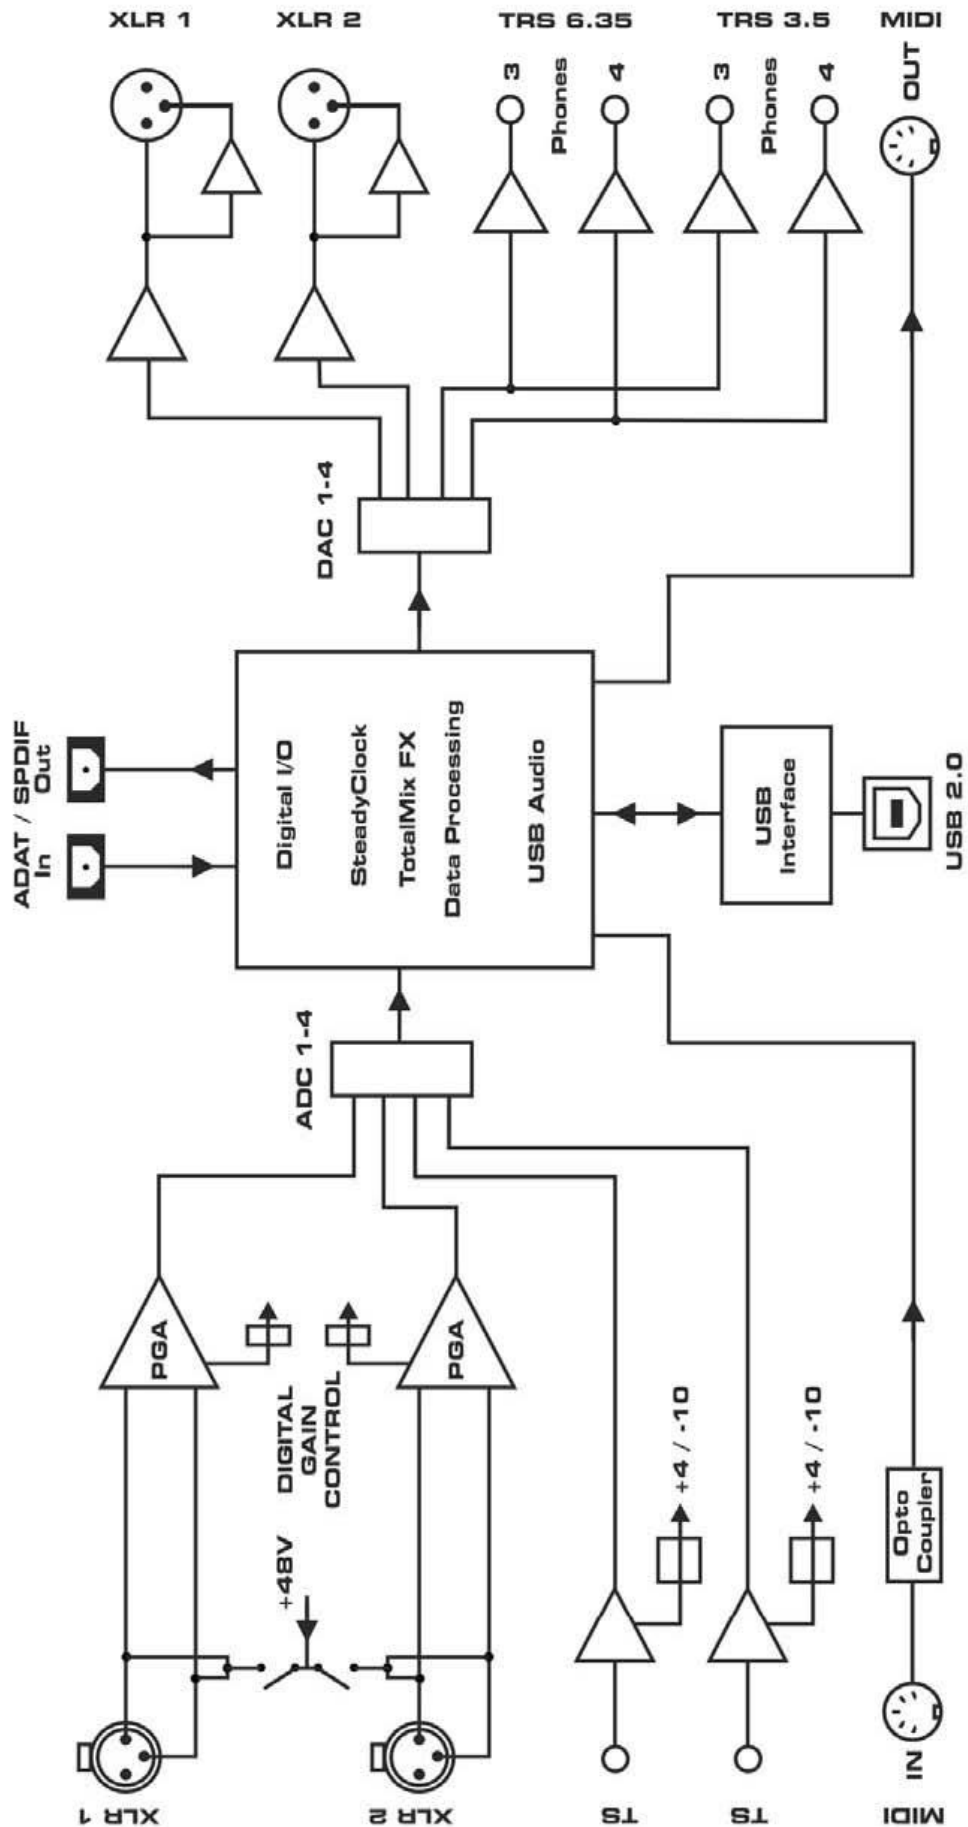 XLR 1
XLR 2
TRS 6.35
TRS 3.5
MIDI
3
Phones
4
3
Phones
4
OUT
DAC 1-4
ADAT / SPDIF
In
Out
Digital I/O
SteadyClock
TotalMix FX
Data Processing
USB Audio
USB
Interface
USB 2.0
ADC 1-4
PGA
PGA
DIGITAL
GAIN
CONTROL
+48V
+4 / -10
+4 / -10
Opto
Coupler
IN
XLR 1
XLR 2
TS
TS
MIDI